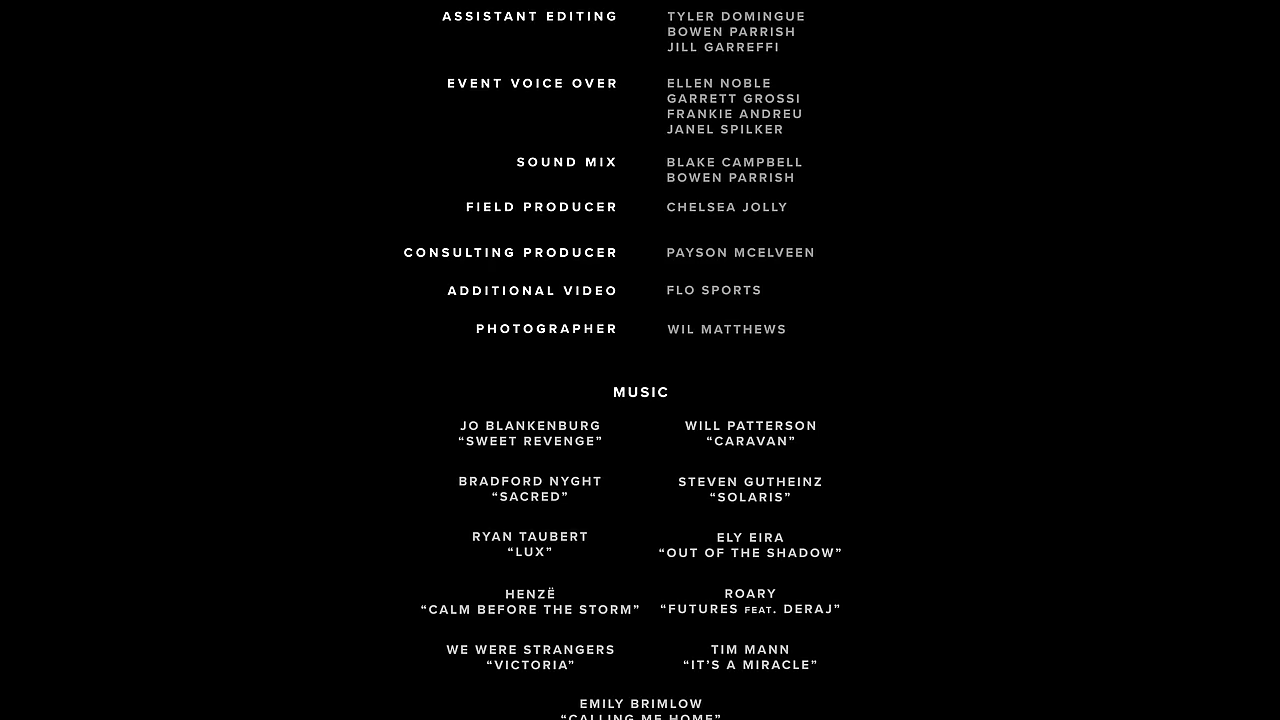 ASSISTANT EDITING TYLER DOMINGUE
BOWEN PARRISH
JILL GARREFFI
EVENT VOICE OVER ELLEN NOBLE
GARRETT GROSSI
FRANKIE ANDREU
JANEL SPILKER
SOUND MIX BLAKE CAMPBELL
BOWEN PARRISH
FIELD PRODUCER CHELSEA JOLLY
CONSULTING PRODUCER PAYSON MCELVEEN
ADDITIONAL VIDEO FLO SPORTS
PHOTOGRAPHER WIL MATTHEWS
MUSIC
JO BLANKENBURG
“SWEET REVENGE”
WILL PATTERSON
“CARAVAN”
BRADFORD NYGHT
“SACRED”
STEVEN GUTHEINZ
“SOLARIS”
RYAN TAUBERT
“LUX”
ELY EIRA
“OUT OF THE SHADOW”
HENZË
“CALM BEFORE THE STORM”
ROARY
“FUTURES FEAT. DERAJ”
WE WERE STRANGERS
“VICTORIA”
TIM MANN
“IT’S A MIRACLE”
EMILY BRIMLOW
“CALLING ME HOME”